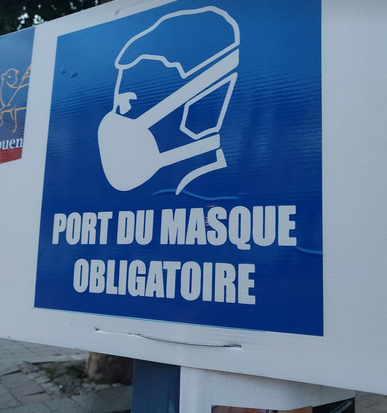 PORT DU MASQUE
OBLIGATOIRE